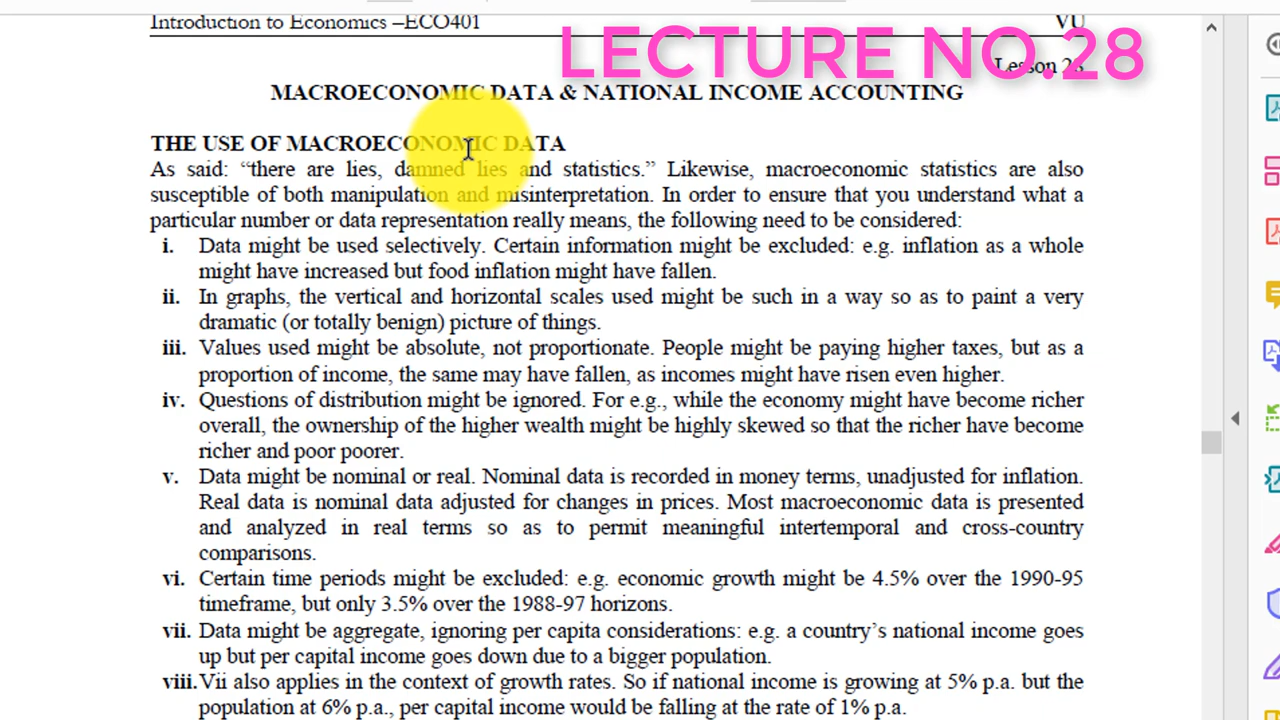 Introduction to Economics –ECO401 VU
LECTURE NO.28
Lesson 28
MACROECONOMIC DATA & NATIONAL INCOME ACCOUNTING
THE USE OF MACROECONOMIC DATA
As said: “there are lies, damned lies and statistics.” Likewise, macroeconomic statistics are also
susceptible of both manipulation and misinterpretation. In order to ensure that you understand what a
particular number or data representation really means, the following need to be considered:
i. Data might be used selectively. Certain information might be excluded: e.g. inflation as a whole
might have increased but food inflation might have fallen.
ii. In graphs, the vertical and horizontal scales used might be such in a way so as to paint a very
dramatic (or totally benign) picture of things.
iii. Values used might be absolute, not proportionate. People might be paying higher taxes, but as a
proportion of income, the same may have fallen, as incomes might have risen even higher.
iv. Questions of distribution might be ignored. For e.g., while the economy might have become richer
overall, the ownership of the higher wealth might be highly skewed so that the richer have become
richer and poor poorer.
v. Data might be nominal or real. Nominal data is recorded in money terms, unadjusted for inflation.
Real data is nominal data adjusted for changes in prices. Most macroeconomic data is presented
and analyzed in real terms so as to permit meaningful intertemporal and cross-country
comparisons.
vi. Certain time periods might be excluded: e.g. economic growth might be 4.5% over the 1990-95
timeframe, but only 3.5% over the 1988-97 horizons.
vii. Data might be aggregate, ignoring per capita considerations: e.g. a country’s national income goes
up but per capital income goes down due to a bigger population.
viii. Vii also applies in the context of growth rates. So if national income is growing at 5% p.a. but the
population at 6% p.a., per capital income would be falling at the rate of 1% p.a.